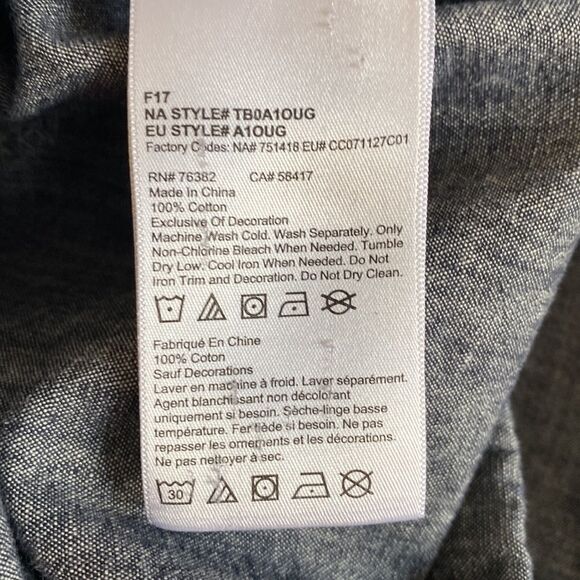 F17
NA STYLE# TB0A1OUG
EU STYLE# A1OUG
Factory Codes: NA# 751418 EU# CC071127C01
RN# 76382 CA# 58417
Made In China
100% Cotton
Exclusive Of Decoration
Machine Wash Cold. Wash Separately. Only
Non-Chlorine Bleach When Needed. Tumble
Dry Low. Cool Iron When Needed. Do Not
Iron Trim and Decoration. Do Not Dry Clean.
Fabriqué En Chine
100% Coton
Sauf Decorations
Laver en machine à froid. Laver séparément.
Agent blanchissant non décolorant
uniquement si besoin. Sèche-linge basse
température. Fer tiède si besoin. Ne pas
repasser les ornements et les décorations.
Ne pas nettoyer à sec.
30